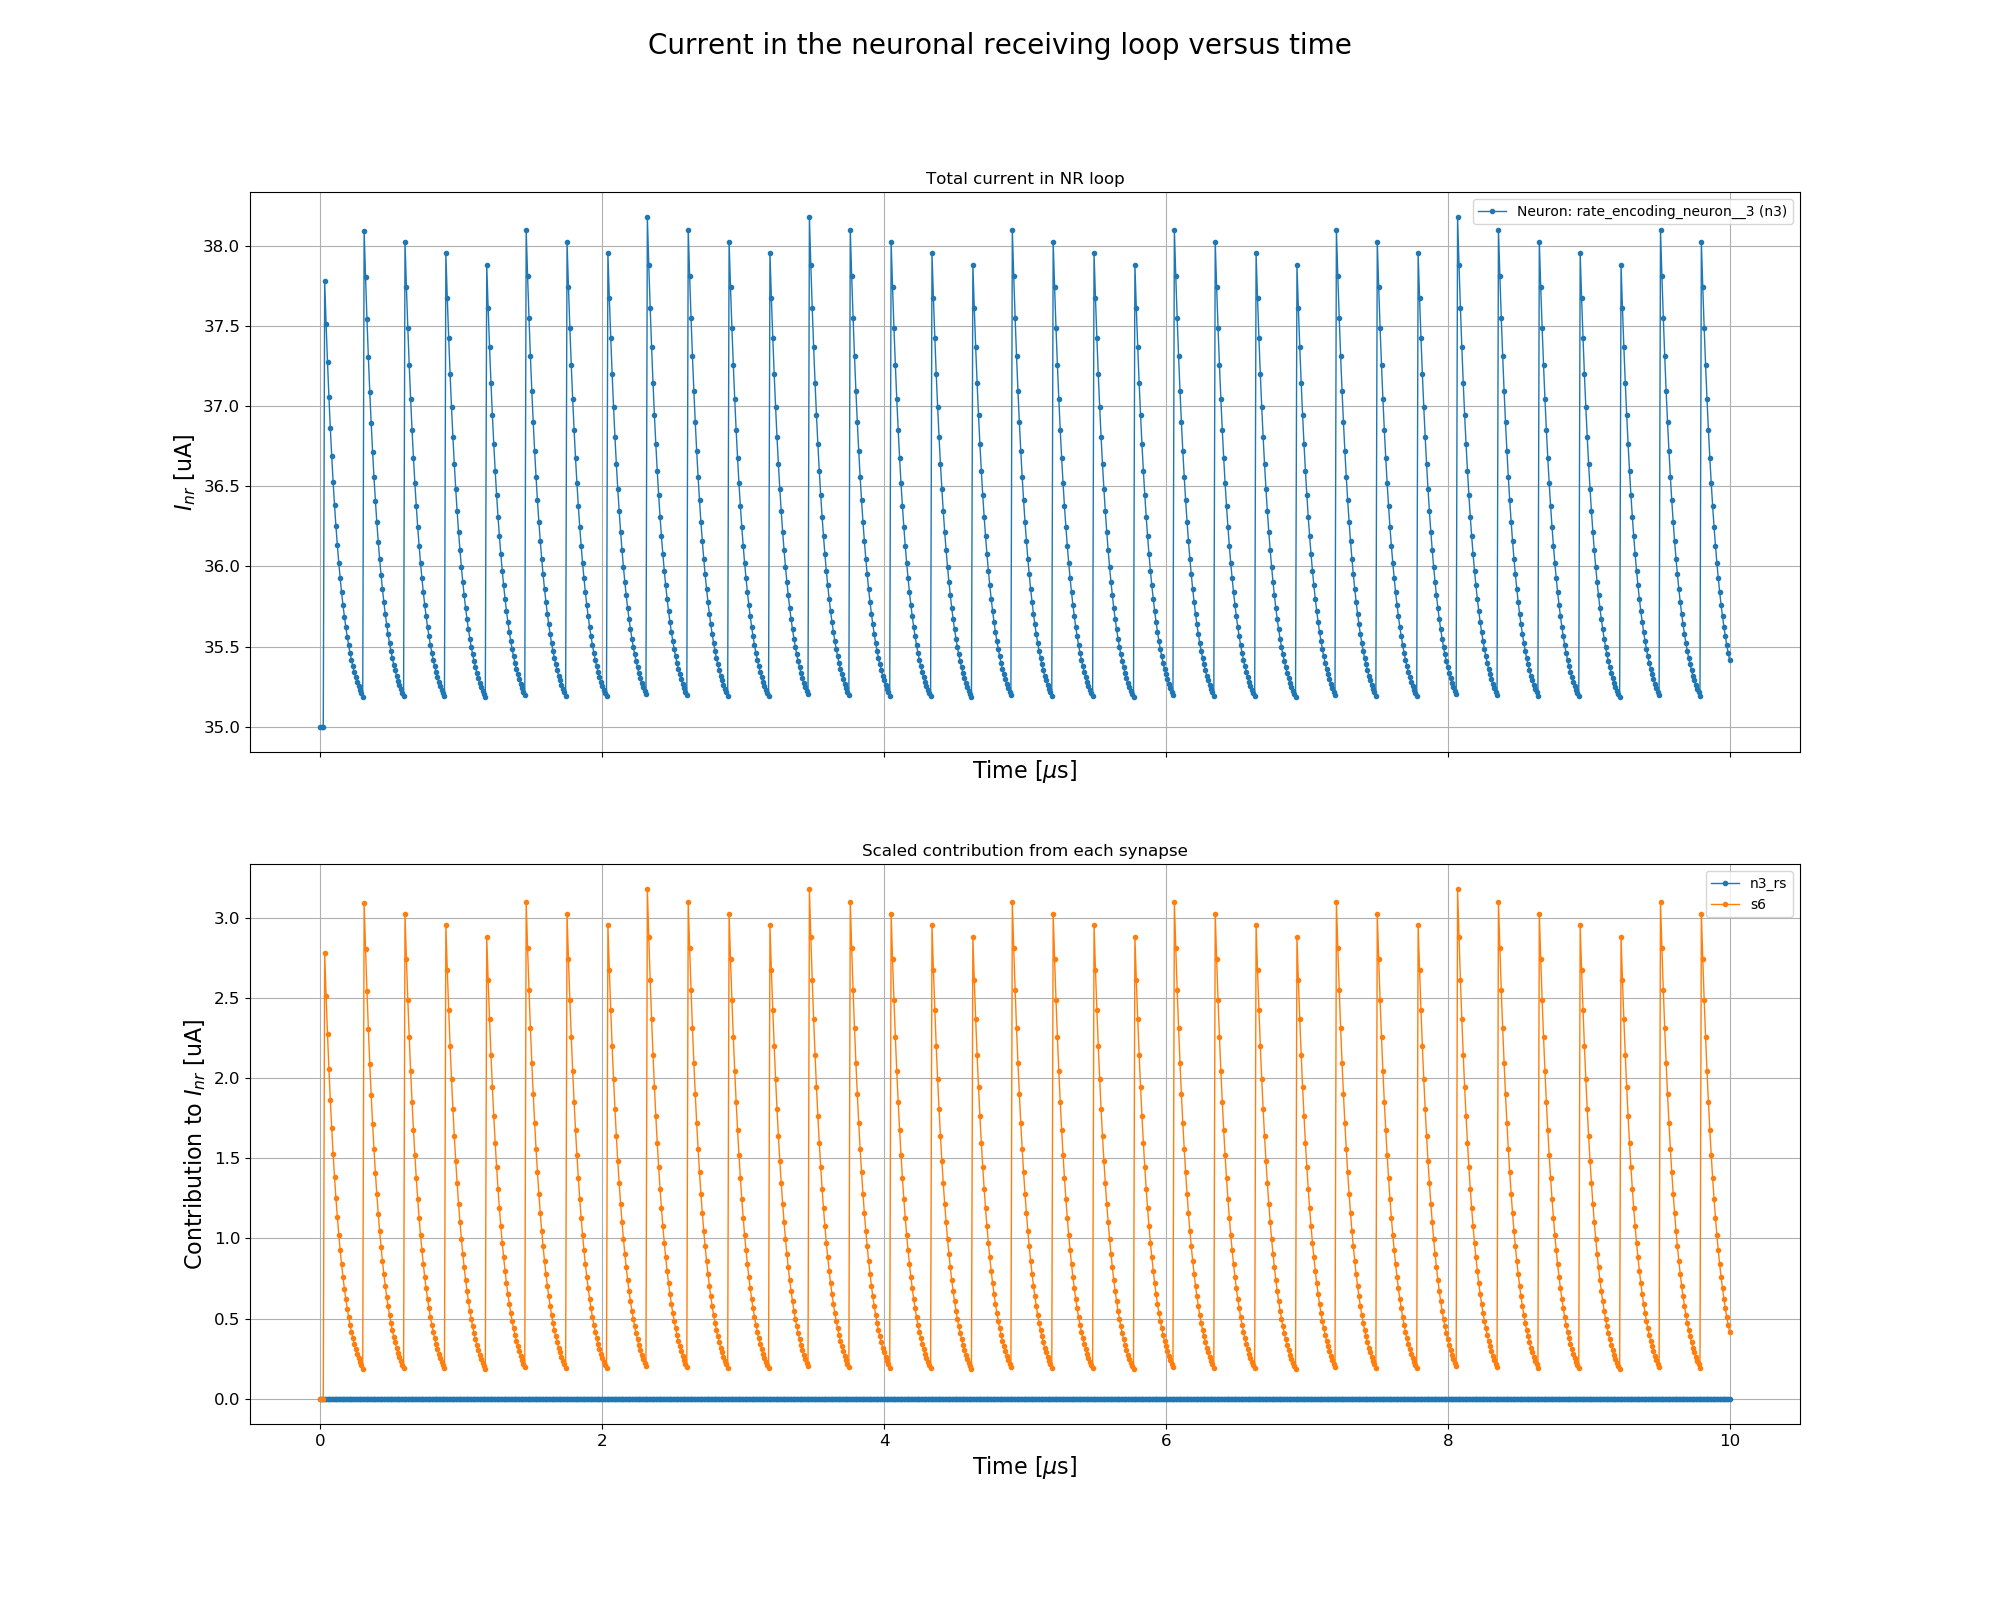 Current in the neuronal receiving loop versus time
Total current in NR loop
Neuron: rate_encoding_neuron__3 (n3)
38.0
37.5
37.0
36.5
36.0
35.5
35.0
I_nr [uA]
Time [μs]
Scaled contribution from each synapse
n3_rs
s6
3.0
2.5
2.0
1.5
1.0
0.5
0.0
Contribution to I_nr [uA]
0 2 4 6 8 10
Time [μs]